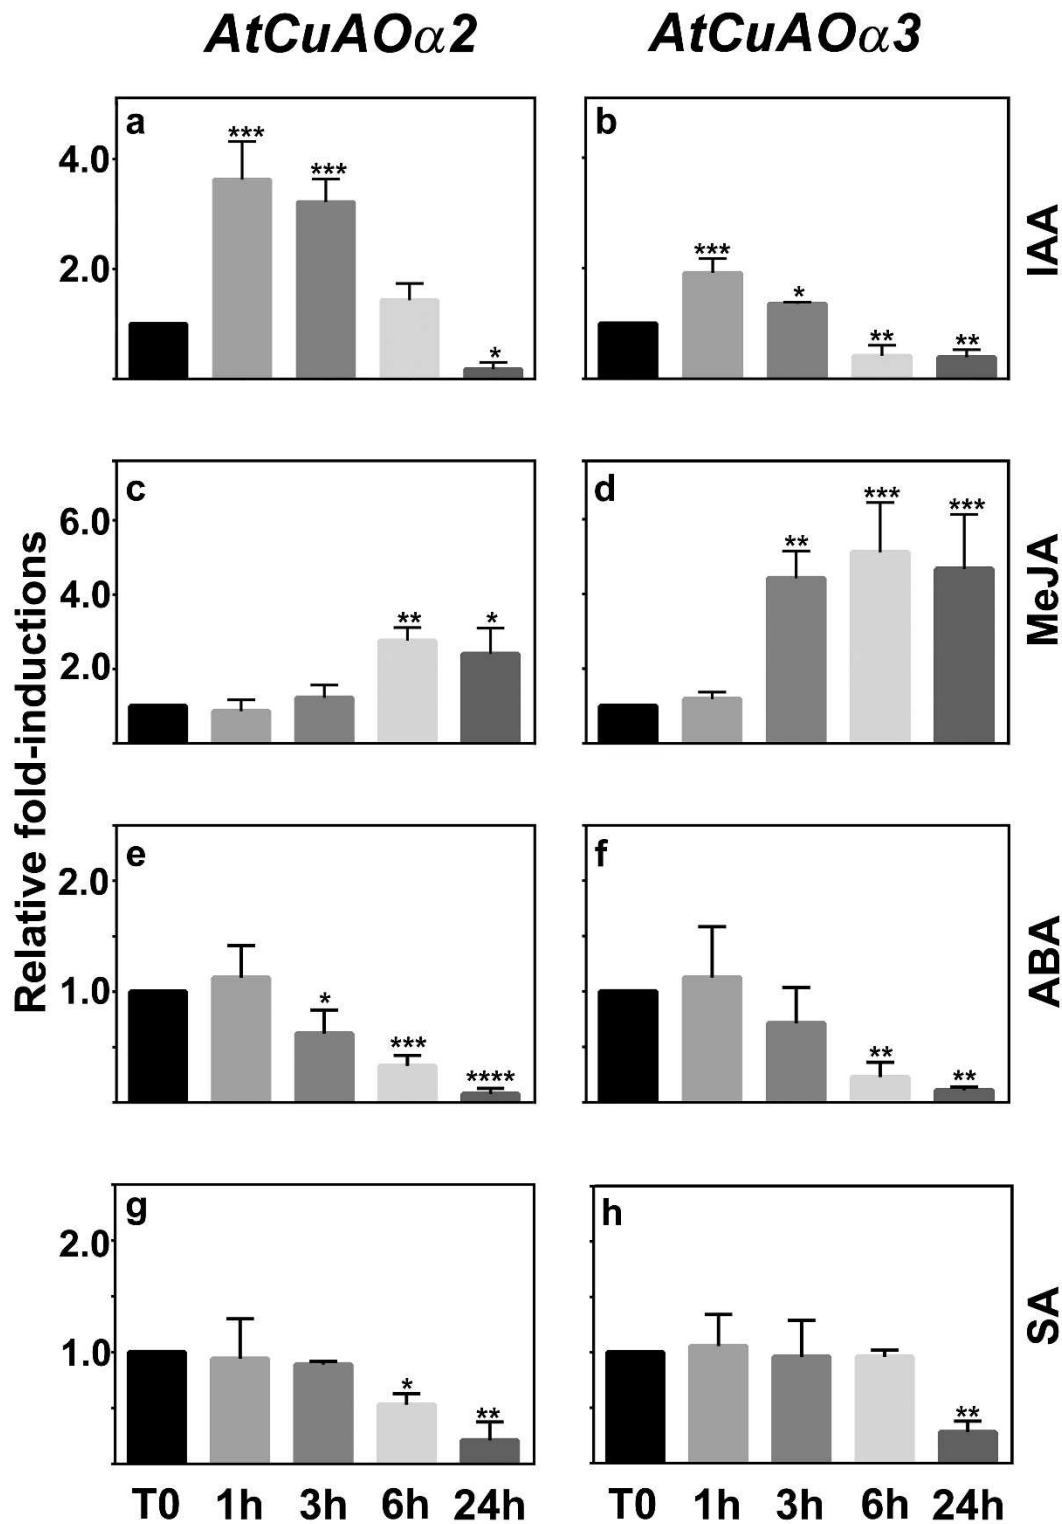 AtCuAOα2 AtCuAOα3
a
4.0
2.0
***
***
*
b
***
*
**
**
IAA
c
6.0
4.0
2.0
**
*
d
**
***
***
MeJA
Relative fold-inductions
e
2.0
1.0
*
***
****
f
**
**
ABA
g
2.0
1.0
*
**
h
**
SA
T0 1h 3h 6h 24h T0 1h 3h 6h 24h